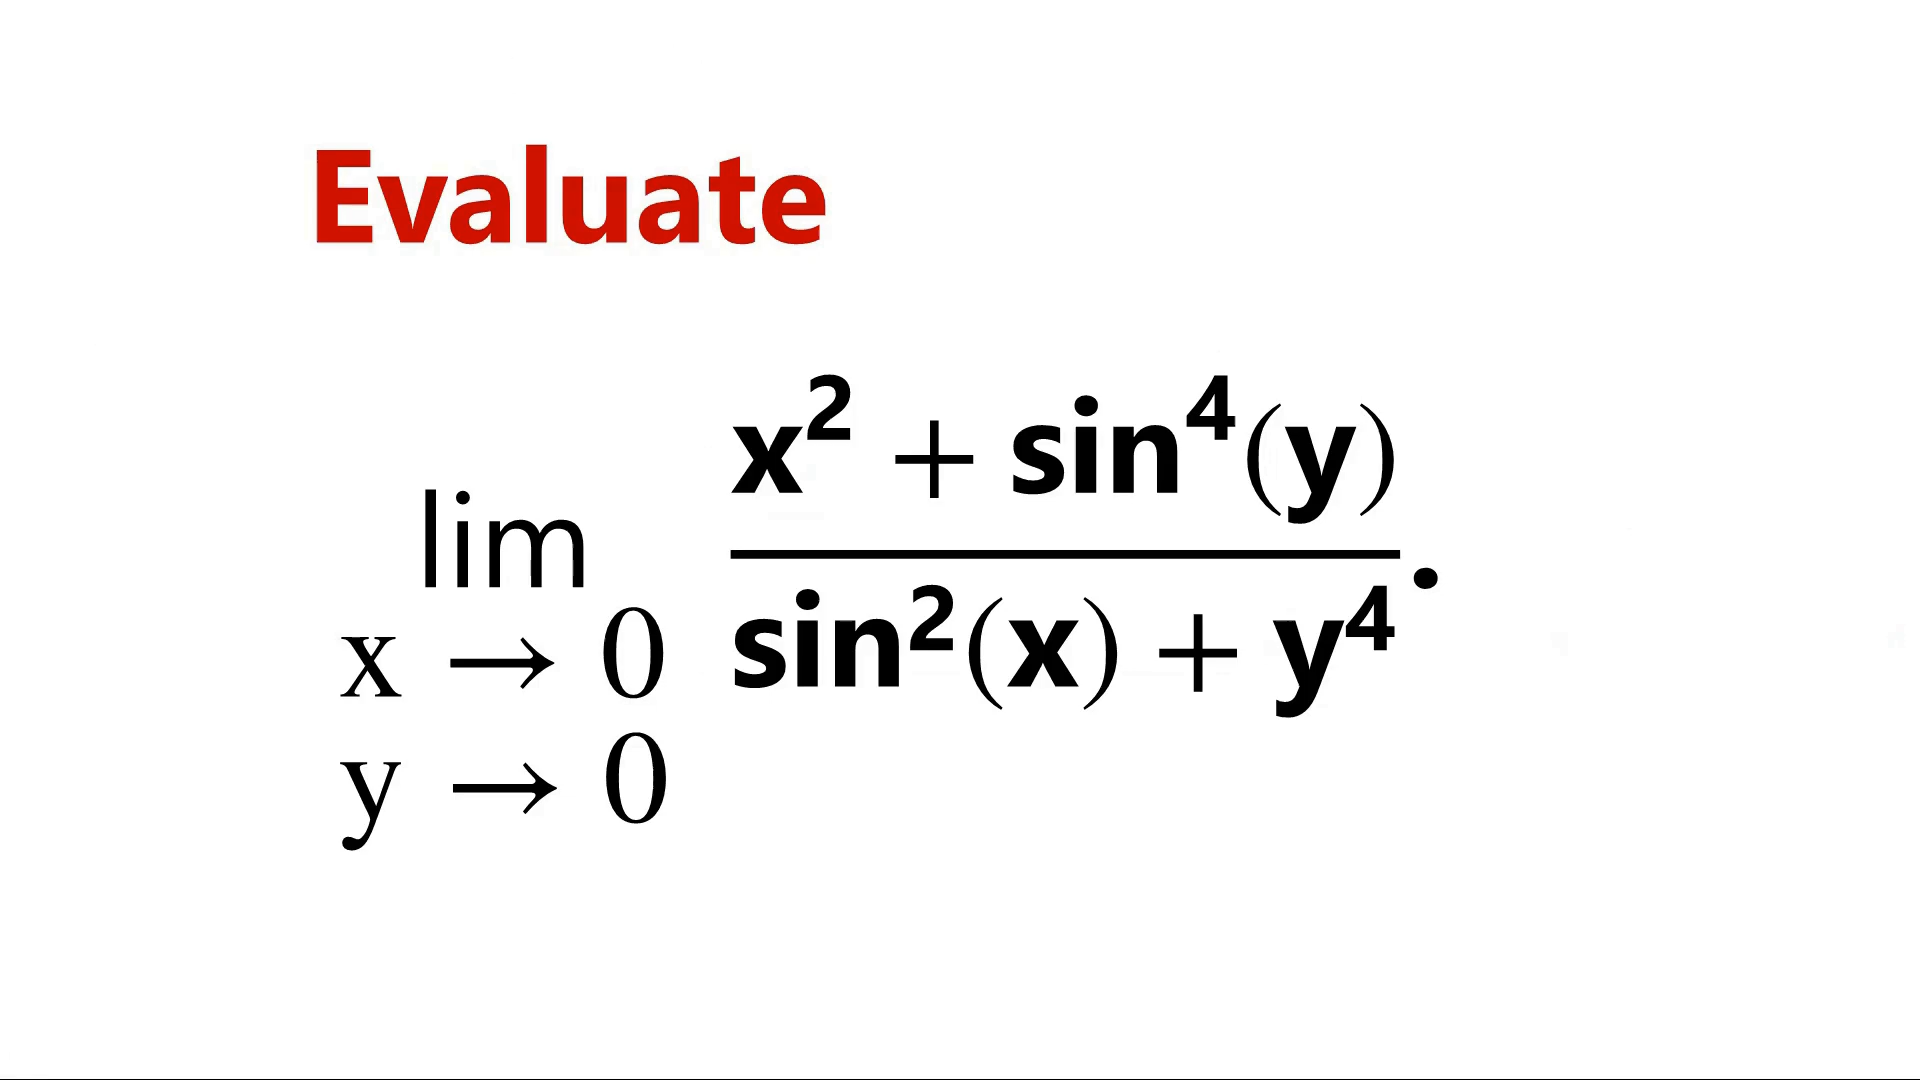 Evaluate
lim x² + sin⁴(y)
x → 0 sin²(x) + y⁴ .
y → 0